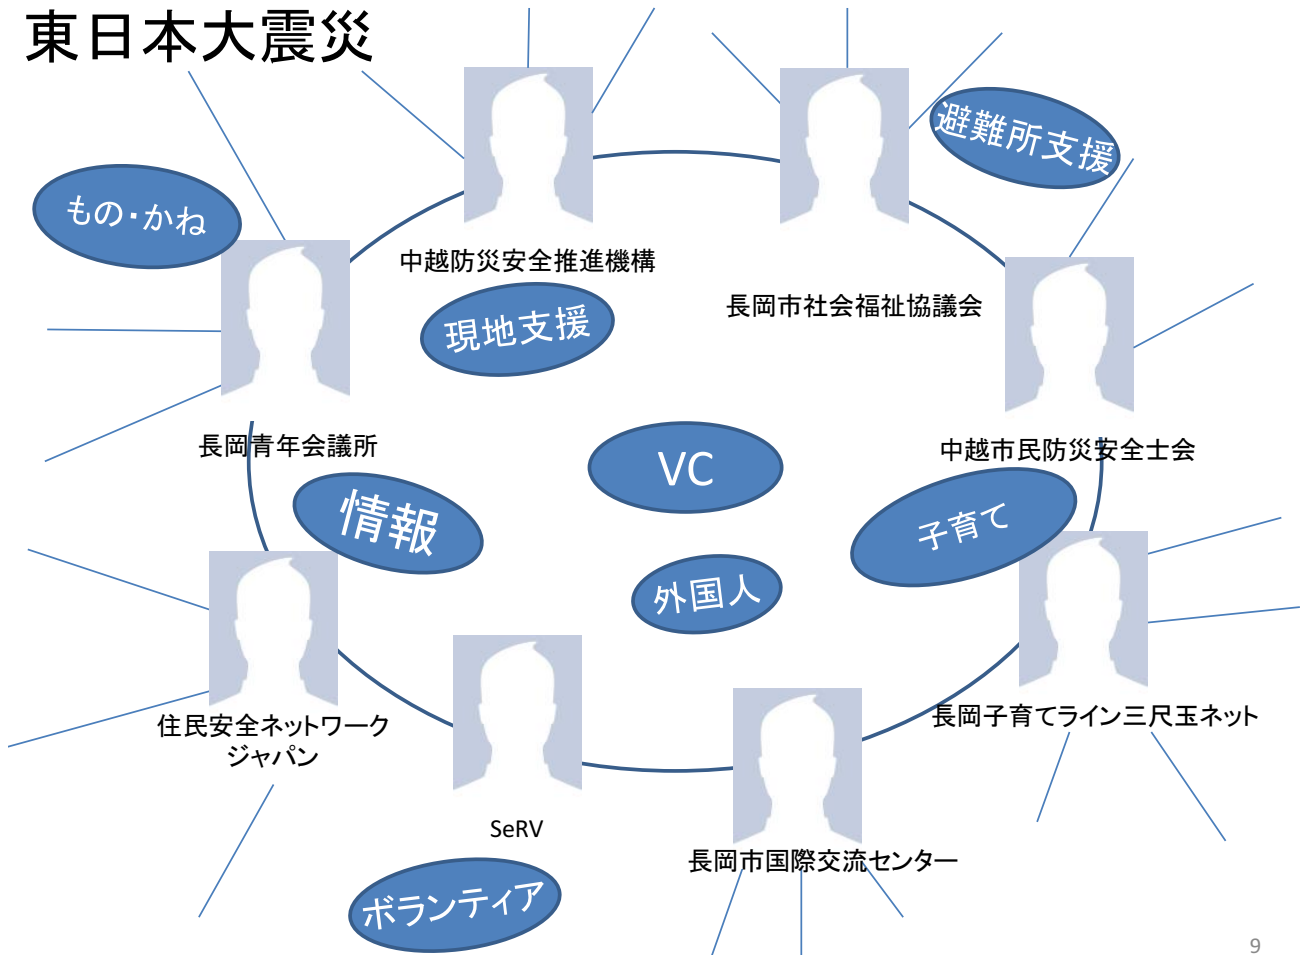 東日本大震災
避難所支援
もの・かね
中越防災安全推進機構
長岡市社会福祉協議会
現地支援
長岡青年会議所
中越市民防災安全士会
VC
情報
子育て
外国人
住民安全ネットワーク
ジャパン
長岡子育てライン三尺玉ネット
SeRV
長岡市国際交流センター
ボランティア
9